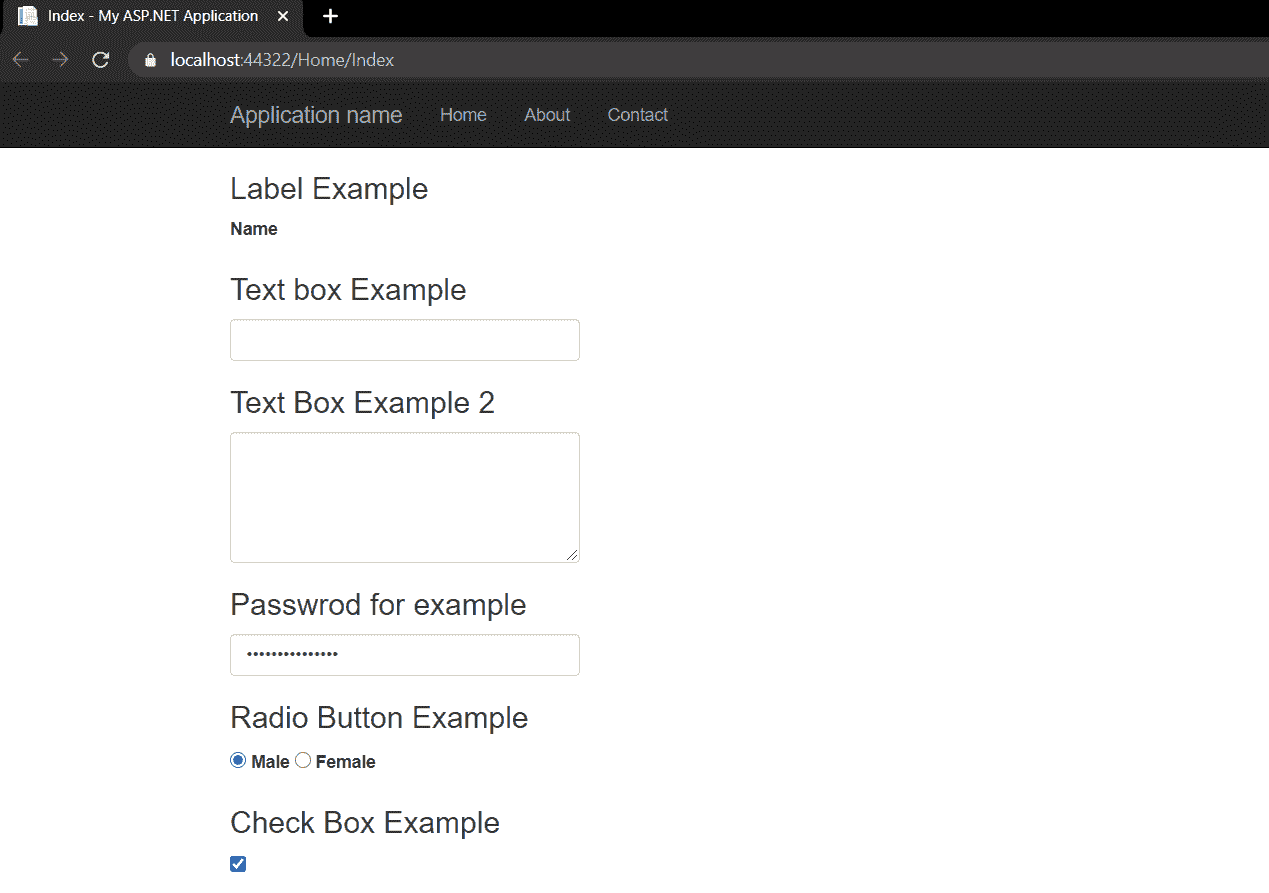 Index - My ASP.NET Application
localhost:44322/Home/Index
Application name Home About Contact
Label Example
Name
Text box Example
Text Box Example 2
Passwrod for example
•••••••••••••••
Radio Button Example
Male Female
Check Box Example